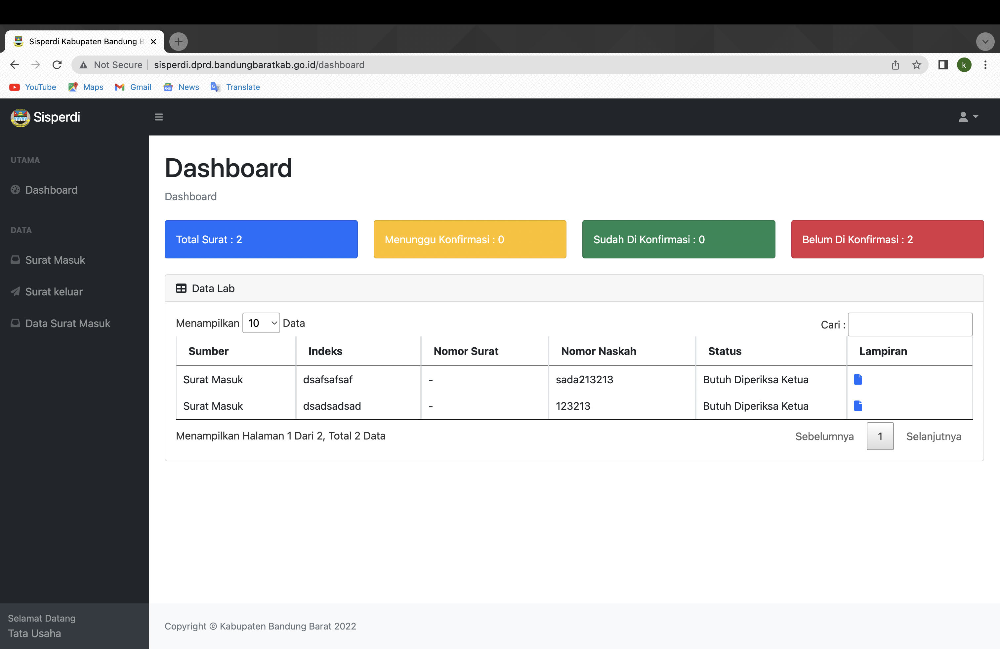 Sisperdi Kabupaten Bandung B
Not Secure
sisperdi.dprd.bandungbaratkab.go.id/dashboard
k
YouTube
Maps
Gmail
News
Translate
Sisperdi
UTAMA
Dashboard
DATA
Surat Masuk
Surat keluar
Data Surat Masuk
Selamat Datang
Tata Usaha
Dashboard
Dashboard
Total Surat : 2
Menunggu Konfirmasi : 0
Sudah Di Konfirmasi : 0
Belum Di Konfirmasi : 2
Data Lab
Menampilkan 10 Data
Cari :
Sumber Indeks Nomor Surat Nomor Naskah Status Lampiran
Surat Masuk dsafsafsaf - sada213213 Butuh Diperiksa Ketua
Surat Masuk dsadsadsad - 123213 Butuh Diperiksa Ketua
Menampilkan Halaman 1 Dari 2, Total 2 Data
Sebelumnya 1 Selanjutnya
Copyright © Kabupaten Bandung Barat 2022